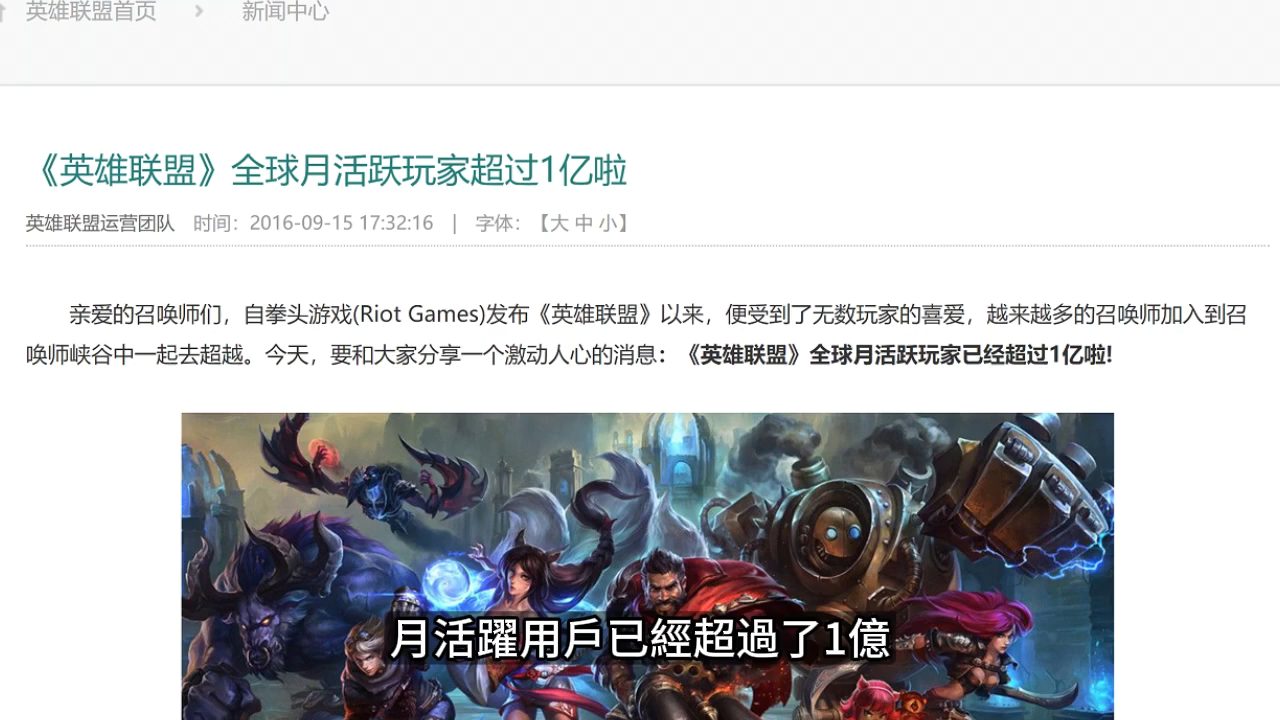 英雄联盟首页 › 新闻中心
《英雄联盟》全球月活跃玩家超过1亿啦
英雄联盟运营团队 时间：2016-09-15 17:32:16 | 字体：【大 中 小】
亲爱的召唤师们，自拳头游戏(Riot Games)发布《英雄联盟》以来，便受到了无数玩家的喜爱，越来越多的召唤师加入到召
唤师峡谷中一起去超越。今天，要和大家分享一个激动人心的消息：《英雄联盟》全球月活跃玩家已经超过1亿啦!
月活躍用戶已經超過了1億